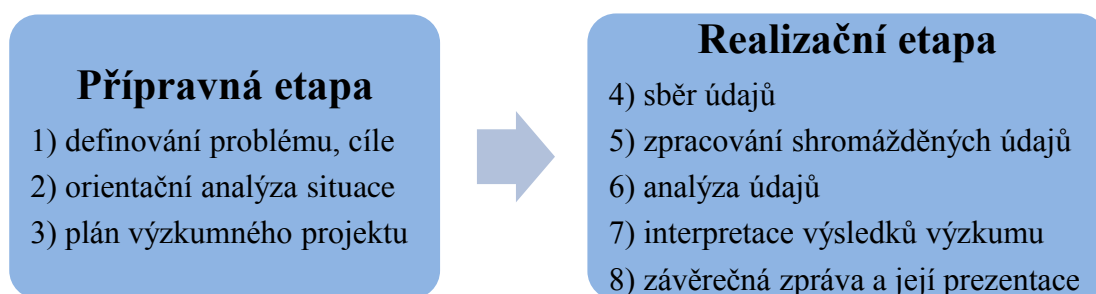 Přípravná etapa
1) definování problému, cíle
2) orientační analýza situace
3) plán výzkumného projektu
Realizační etapa
4) sběr údajů
5) zpracování shromážděných údajů
6) analýza údajů
7) interpretace výsledků výzkumu
8) závěrečná zpráva a její prezentace